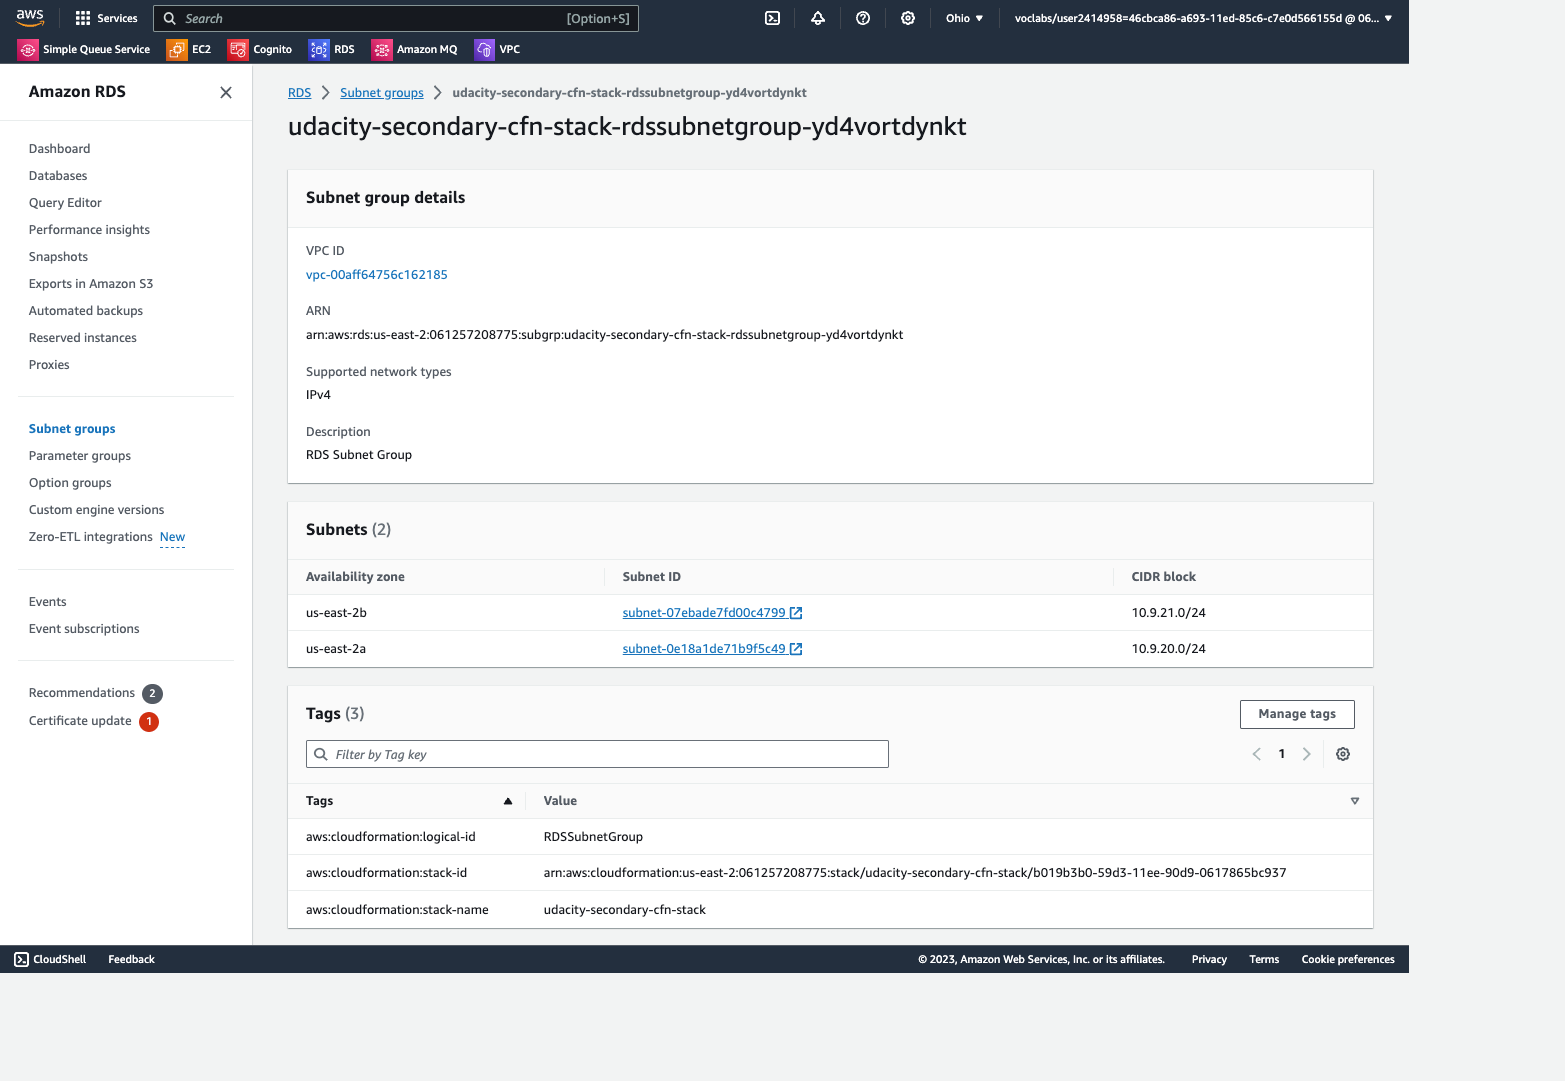 aws
Services
Search
[Option+S]
Ohio
voclabs/user2414958=46cbca86-a693-11ed-85c6-c7e0d566155d @ 06...
Simple Queue Service
EC2
Cognito
RDS
Amazon MQ
VPC
Amazon RDS
Dashboard
Databases
Query Editor
Performance insights
Snapshots
Exports in Amazon S3
Automated backups
Reserved instances
Proxies
Subnet groups
Parameter groups
Option groups
Custom engine versions
Zero-ETL integrations New
Events
Event subscriptions
Recommendations 2
Certificate update 1
RDS
Subnet groups
udacity-secondary-cfn-stack-rdssubnetgroup-yd4vortdynkt
udacity-secondary-cfn-stack-rdssubnetgroup-yd4vortdynkt
Subnet group details
VPC ID
vpc-00aff64756c162185
ARN
arn:aws:rds:us-east-2:061257208775:subgrp:udacity-secondary-cfn-stack-rdssubnetgroup-yd4vortdynkt
Supported network types
IPv4
Description
RDS Subnet Group
Subnets (2)
Availability zone Subnet ID CIDR block
us-east-2b subnet-07ebade7fd00c4799 10.9.21.0/24
us-east-2a subnet-0e18a1de71b9f5c49 10.9.20.0/24
Tags (3)
Manage tags
Filter by Tag key
1
Tags Value
aws:cloudformation:logical-id RDSSubnetGroup
aws:cloudformation:stack-id arn:aws:cloudformation:us-east-2:061257208775:stack/udacity-secondary-cfn-stack/b019b3b0-59d3-11ee-90d9-0617865bc937
aws:cloudformation:stack-name udacity-secondary-cfn-stack
CloudShell
Feedback
© 2023, Amazon Web Services, Inc. or its affiliates.
Privacy
Terms
Cookie preferences